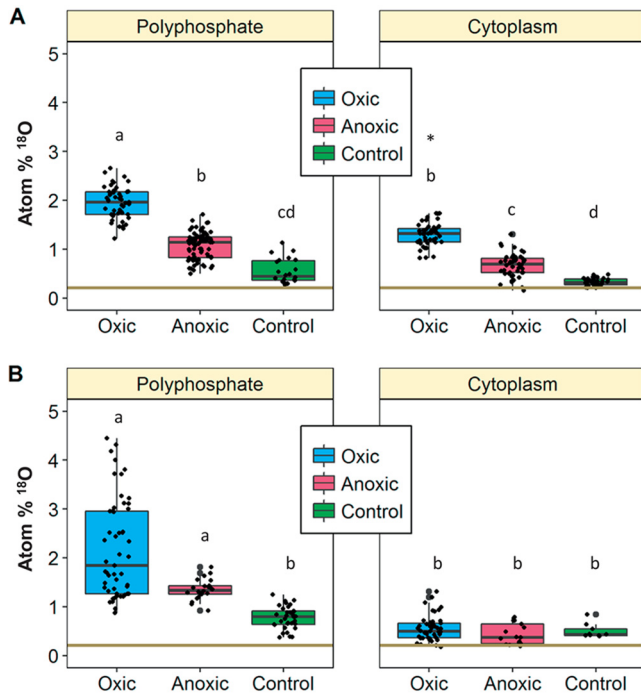 A
Polyphosphate Cytoplasm
Atom % ¹⁸O
5
4
3
2
1
0
Oxic
Anoxic
Control
a
b
cd
*
b
c
d
Oxic Anoxic Control Oxic Anoxic Control
B
Polyphosphate Cytoplasm
Atom % ¹⁸O
5
4
3
2
1
0
Oxic
Anoxic
Control
a
a
b
b b b
Oxic Anoxic Control Oxic Anoxic Control